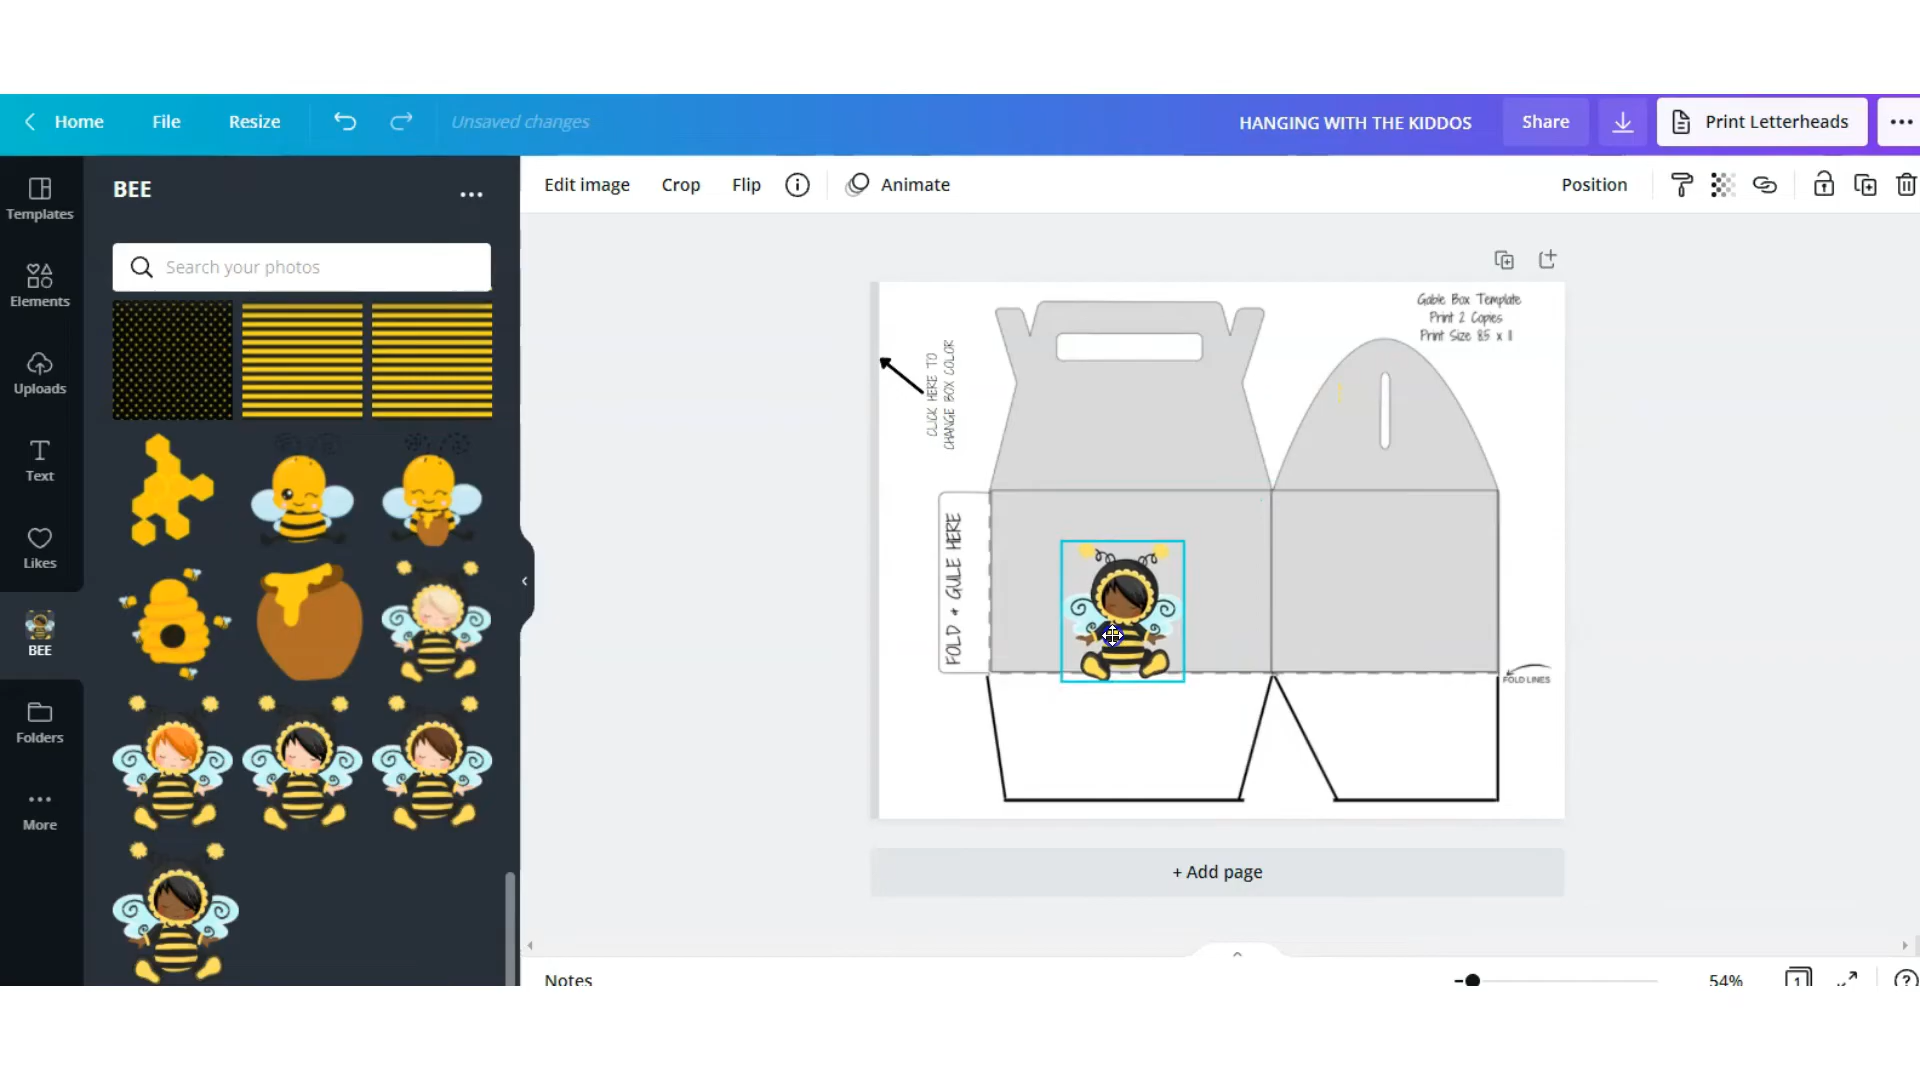 Home File Resize Unsaved changes HANGING WITH THE KIDDOS Share Print Letterheads
Templates
Elements
Uploads
Text
Likes
BEE
Folders
More
BEE
Search your photos
Edit image Crop Flip Animate Position
Gable Box Template
Print 2 Copies
Print Size 8.5 x 11
CLICK HERE TO
CHANGE BOX COLOR
FOLD + GULE HERE
FOLD LINES
+ Add page
Notes 54% 1